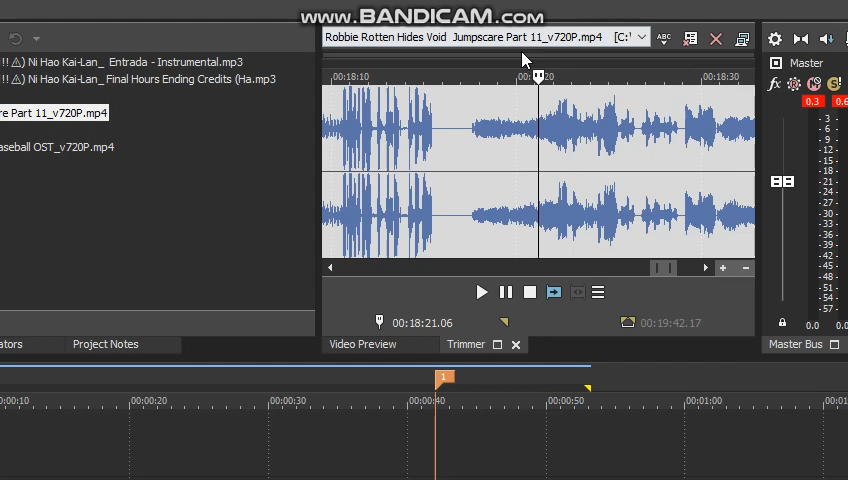 www.BANDICAM.com
Robbie Rotten Hides Void Jumpscare Part 11_v720P.mp4 [C:\
!! ⚠) Ni Hao Kai-Lan_ Entrada - Instrumental.mp3
!! ⚠) Ni Hao Kai-Lan_ Final Hours Ending Credits (Ha.mp3
re Part 11_v720P.mp4
aseball OST_v720P.mp4
00:18:10 00:18:30
Master
fx
0.3 0.6
3
-6
-9
-12
-15
-18
-21
-24
-27
-30
-33
-36
-39
-42
-45
-48
-51
-54
-57
0.0 0.0
00:18:21.06 00:19:42.17
ators Project Notes Video Preview Trimmer Master Bus
1
0:00:10 00:00:20 00:00:30 00:00:40 00:00:50 00:01:00 00:01